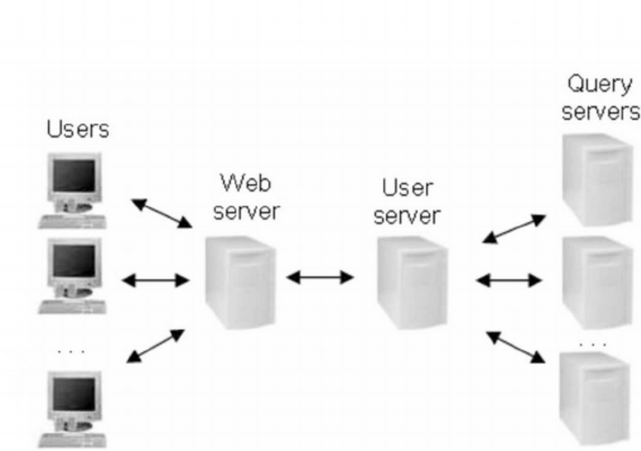 Query
servers
Users
Web
server
User
server
. . .
. . .